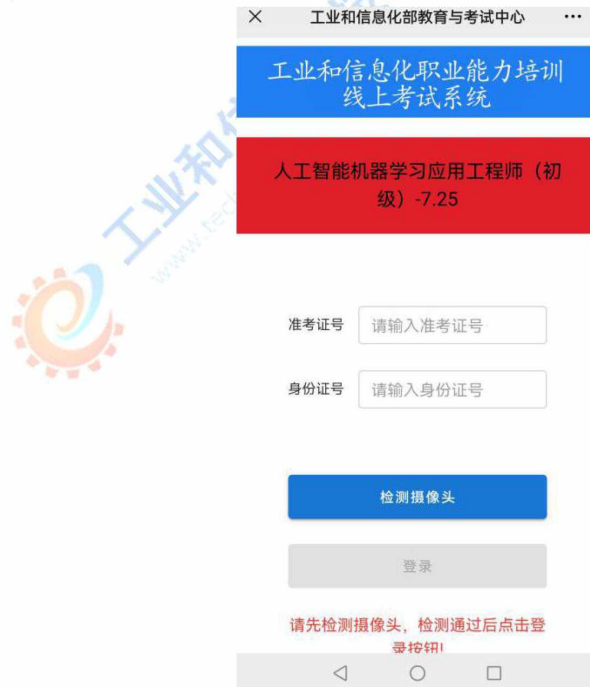 工业和信息化部教育与考试中心
工业和信息化职业能力培训
线上考试系统
人工智能机器学习应用工程师（初
级）-7.25
准考证号
请输入准考证号
身份证号
请输入身份证号
检测摄像头
登录
请先检测摄像头，检测通过后点击登
录按钮!
工业和
www.tec